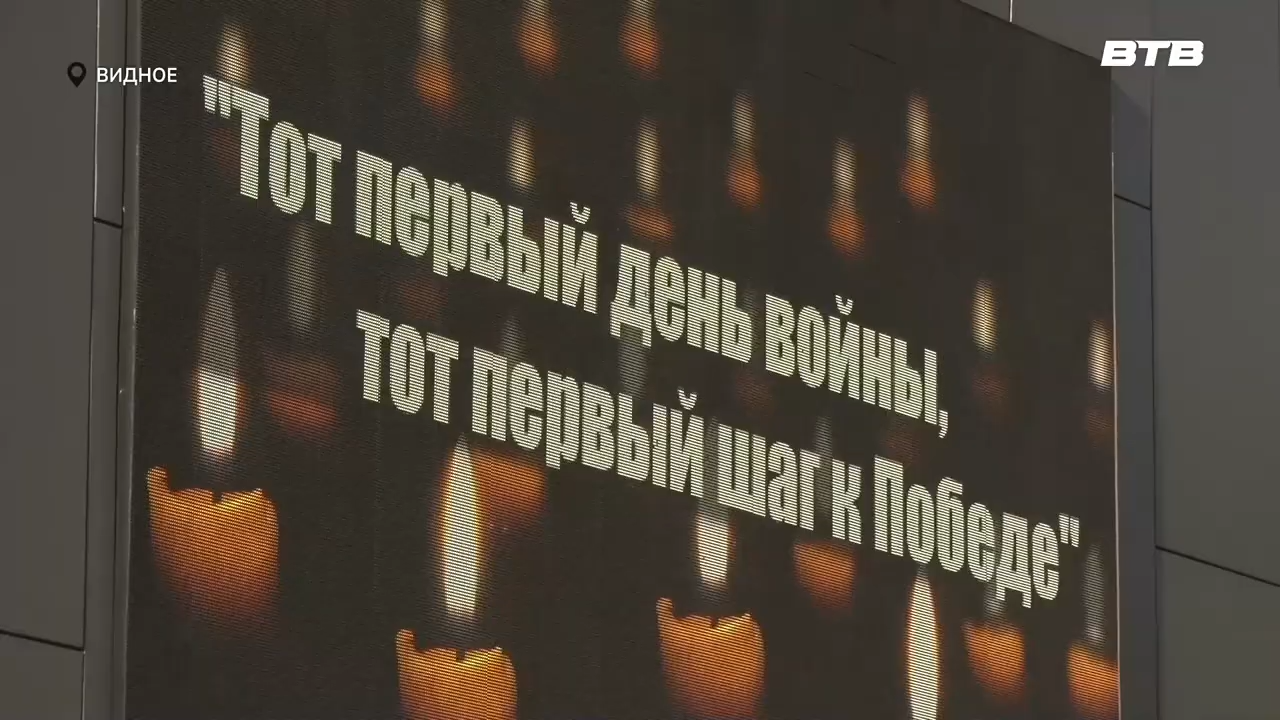 ВИДНОЕ
ВТВ
"Тот первый день войны,
тот первый шаг к Победе"